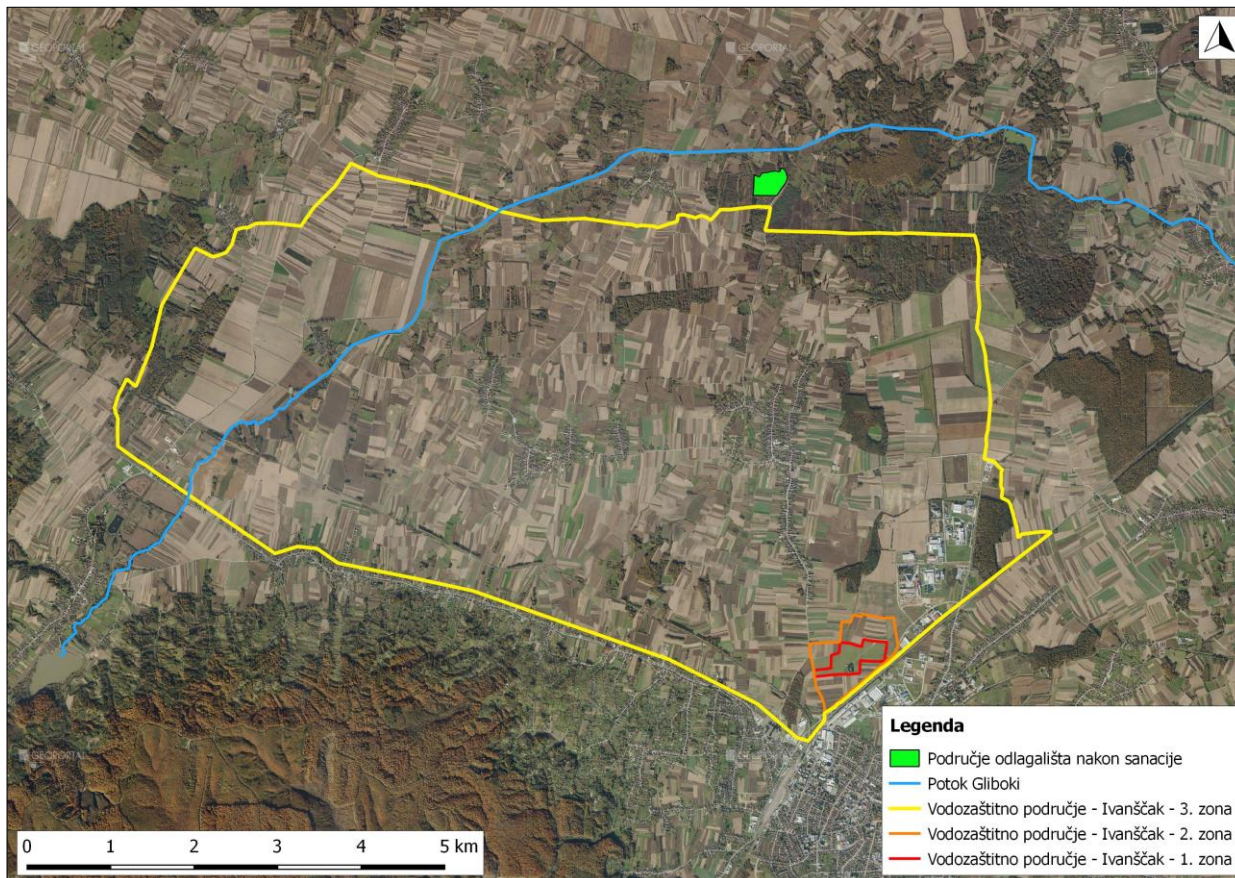 GEOPORTAL
GEOPORTAL
Legenda
Područje odlagališta nakon sanacije
Potok Gliboki
Vodozaštitno područje - Ivanščak - 3. zona
Vodozaštitno područje - Ivanščak - 2. zona
Vodozaštitno područje - Ivanščak - 1. zona
GEOPORTAL
GEOPORTAL
0 1 2 3 4 5 km